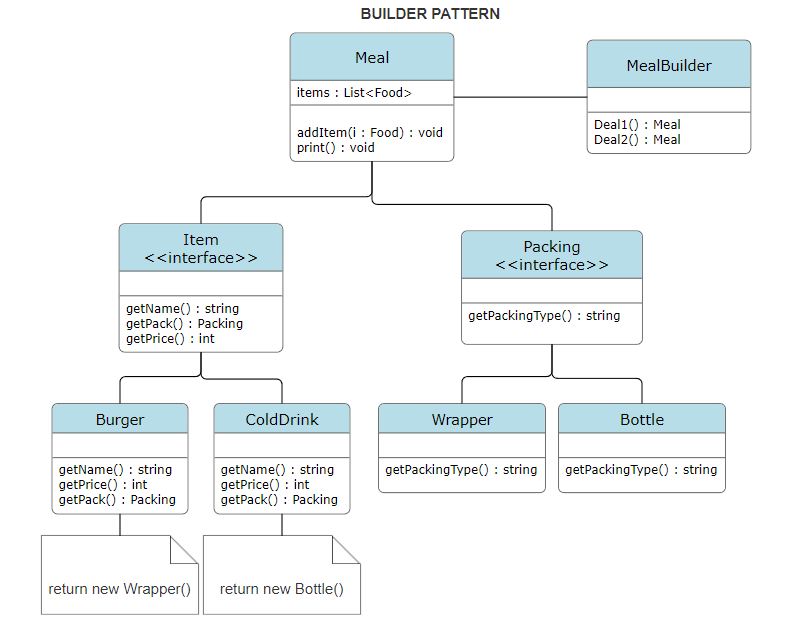 BUILDER PATTERN
Meal
items : List<Food>
addItem(i : Food) : void
print() : void
MealBuilder
Deal1() : Meal
Deal2() : Meal
Item
<<interface>>
getName() : string
getPack() : Packing
getPrice() : int
Packing
<<interface>>
getPackingType() : string
Burger
getName() : string
getPrice() : int
getPack() : Packing
ColdDrink
getName() : string
getPrice() : int
getPack() : Packing
Wrapper
getPackingType() : string
Bottle
getPackingType() : string
return new Wrapper()
return new Bottle()